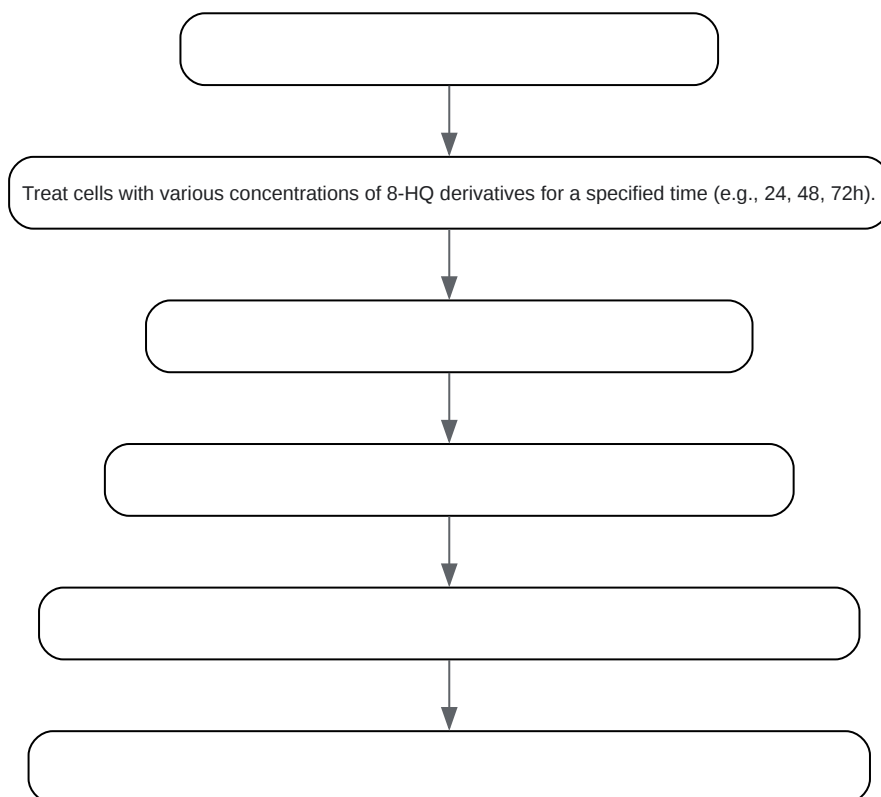 Treat cells with various concentrations of 8-HQ derivatives for a specified time (e.g., 24, 48, 72h).